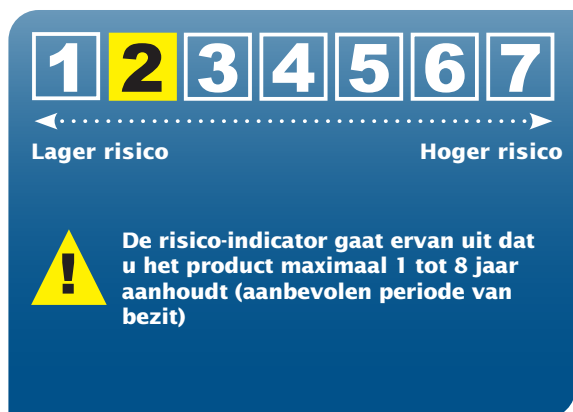 1 2 3 4 5 6 7
Lager risico Hoger risico
! De risico-indicator gaat ervan uit dat
u het product maximaal 1 tot 8 jaar
aanhoudt (aanbevolen periode van
bezit)